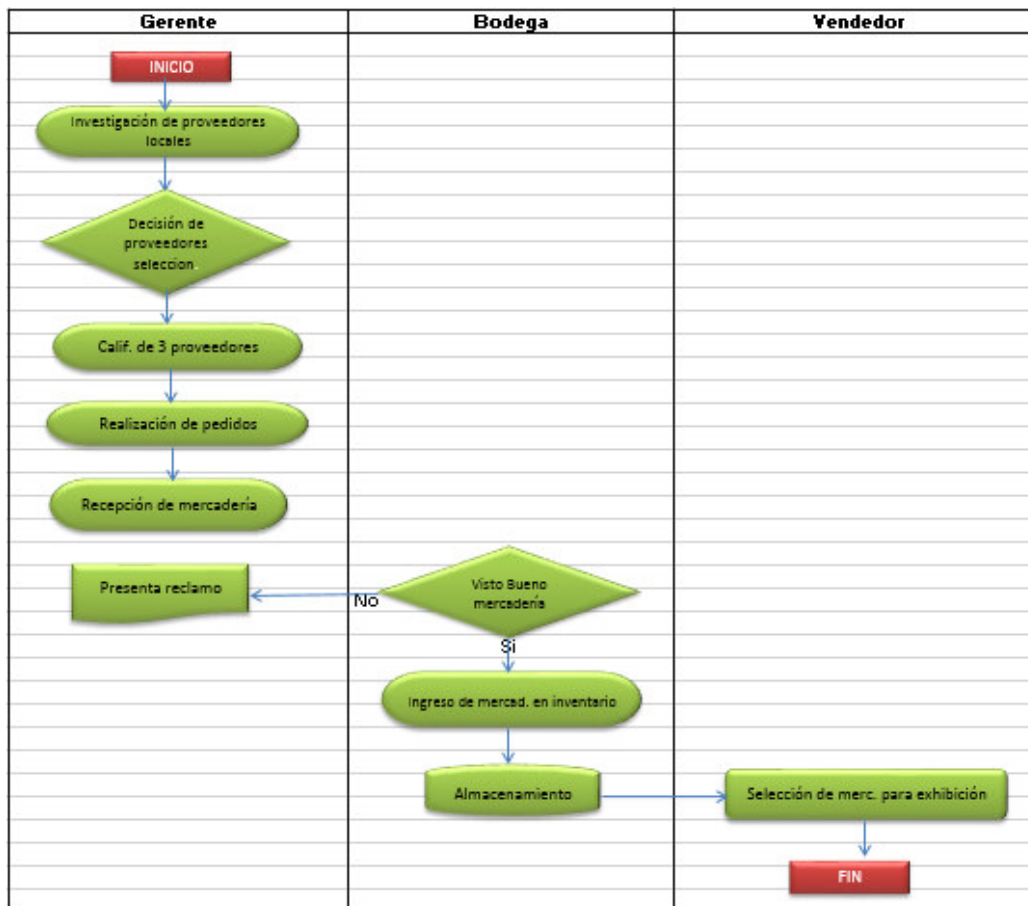 Gerente
Bodega
Vendedor
INICIO
Investigación de proveedores
locales
Decisión de
proveedores
seleccion.
Calif. de 3 proveedores
Realización de pedidos
Recepción de mercadería
Presenta reclamo
No
Visto Bueno
mercadería
Si
Ingreso de mercad. en inventario
Almacenamiento
Selección de merc. para exhibición
FIN